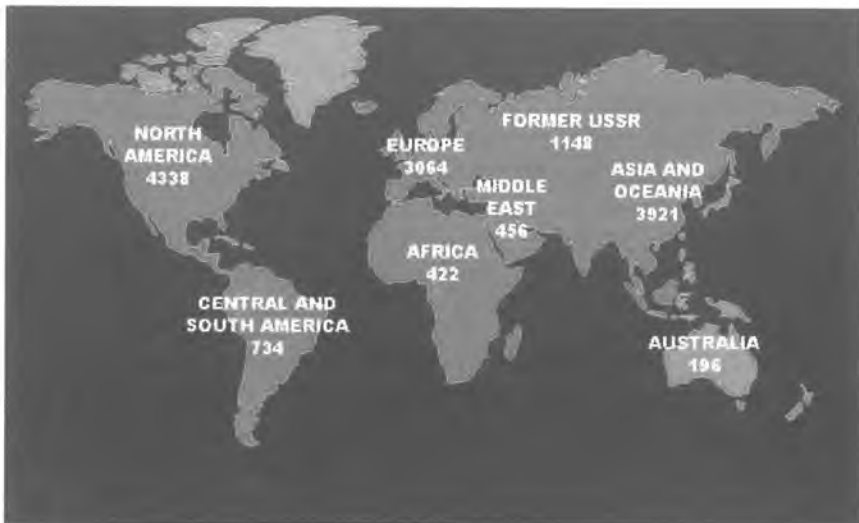 NORTH
AMERICA
4338
EUROPE
3064
FORMER USSR
1148
ASIA AND
OCEANIA
3921
MIDDLE
EAST
456
AFRICA
422
CENTRAL AND
SOUTH AMERICA
734
AUSTRALIA
196